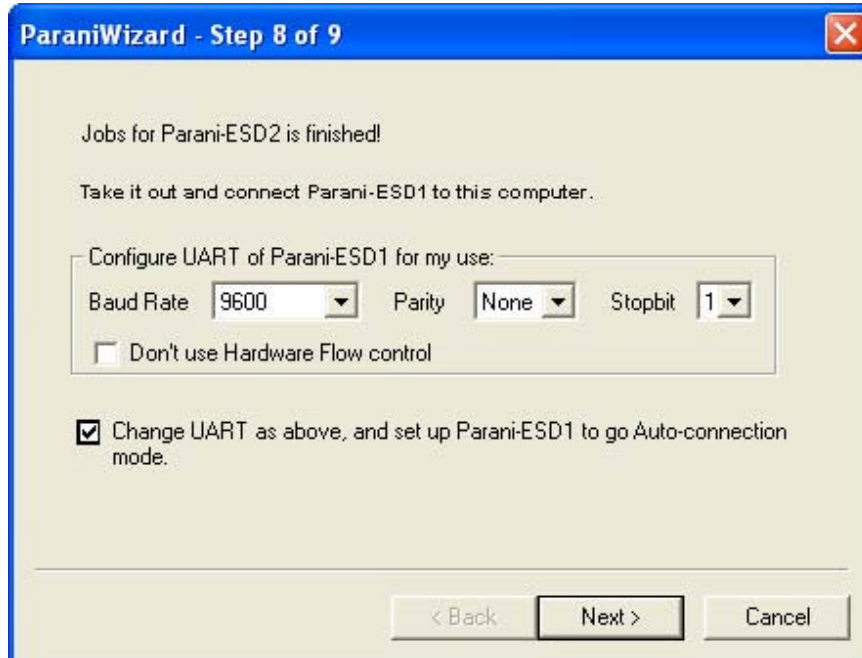 ParaniWizard - Step 8 of 9
Jobs for Parani-ESD2 is finished!
Take it out and connect Parani-ESD1 to this computer.
Configure UART of Parani-ESD1 for my use:
Baud Rate 9600 Parity None Stopbit 1
Don't use Hardware Flow control
Change UART as above, and set up Parani-ESD1 to go Auto-connection
mode.
< Back Next > Cancel